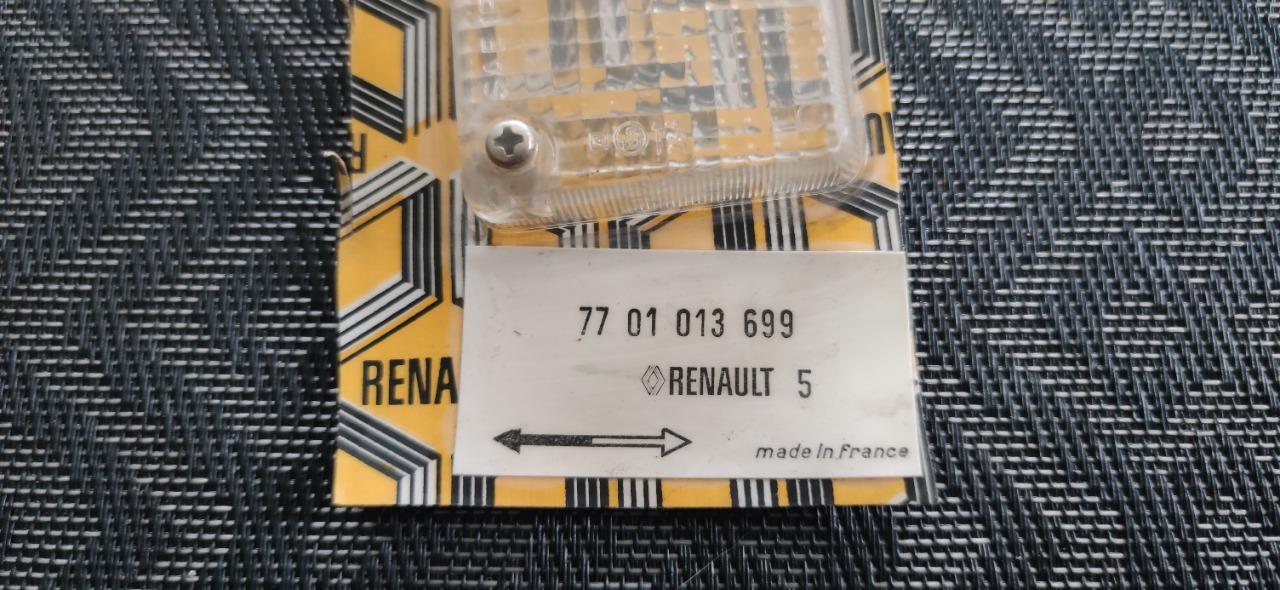 RENA
77 01 013 699
RENAULT 5
made in france